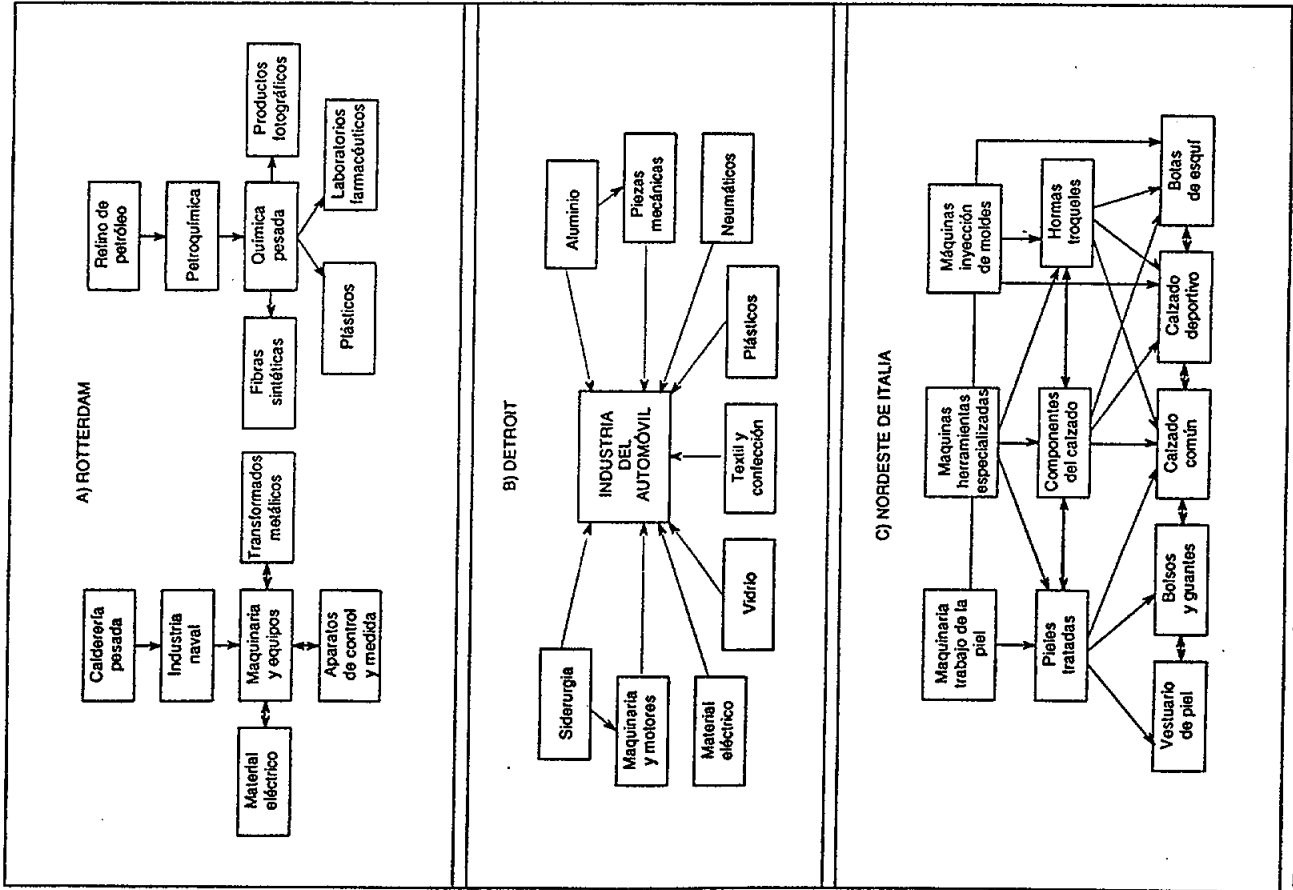 A) ROTTERDAM
Calderería
pesada
Industria
naval
Material
eléctrico
Maquinaria
y equipos
Transformados
metálicos
Aparatos
de control
y medida
Refino de
petróleo
Petroquímica
Fibras
sintéticas
Química
pesada
Productos
fotográficos
Plásticos
Laboratorios
farmacéuticos
B) DETROIT
Siderurgia
Maquinaria
y motores
Material
eléctrico
Vidrio
Textil y
confección
INDUSTRIA
DEL
AUTOMÓVIL
Aluminio
Piezas
mecánicas
Neumáticos
Plásticos
C) NORDESTE DE ITALIA
Maquinaria
trabajo de la
piel
Maquinas
herramientas
especializadas
Máquinas
inyección
de moldes
Pieles
tratadas
Componentes
del calzado
Hormas
troqueles
Vestuario
de piel
Bolsos
y guantes
Calzado
común
Calzado
deportivo
Botas
de esquí